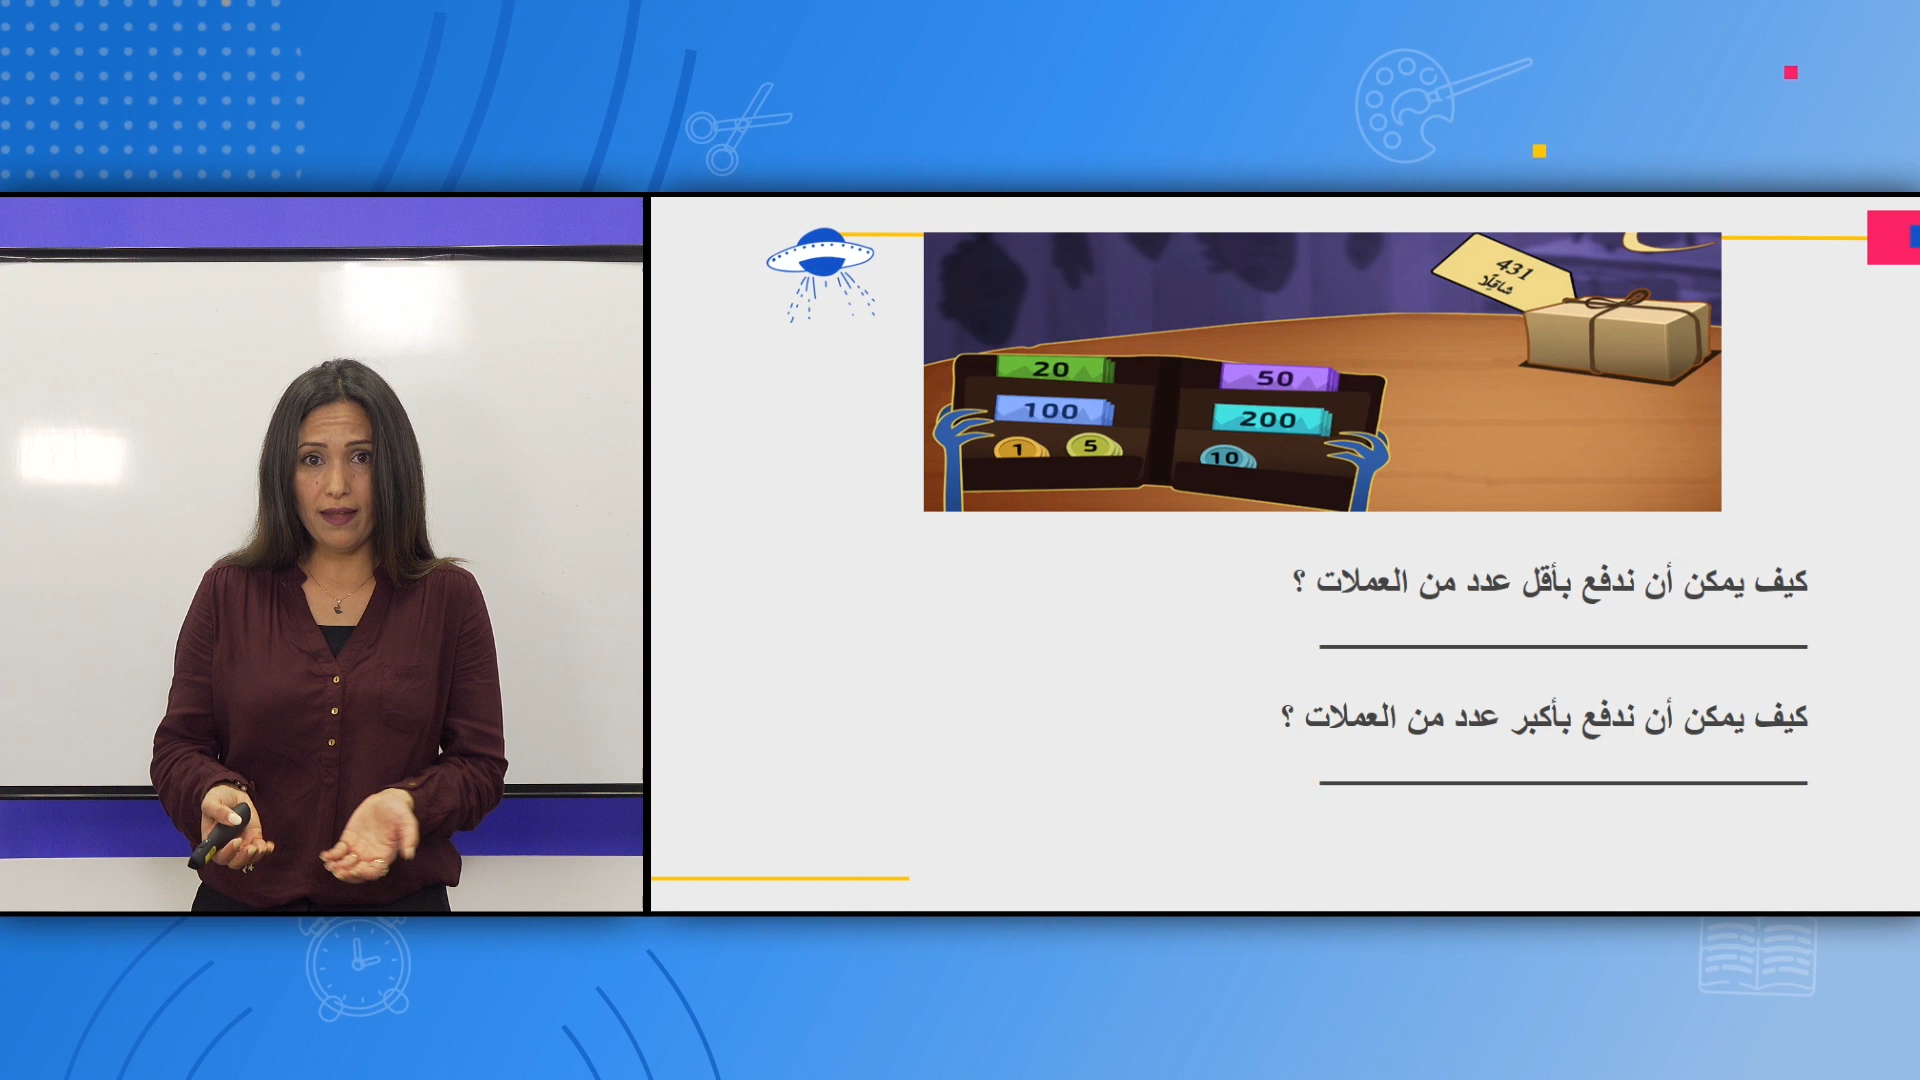 431
شاقِلًا
20
50
100
200
1
5
10
كيف يمكن أن ندفع بأقل عدد من العملات ؟
كيف يمكن أن ندفع بأكبر عدد من العملات ؟